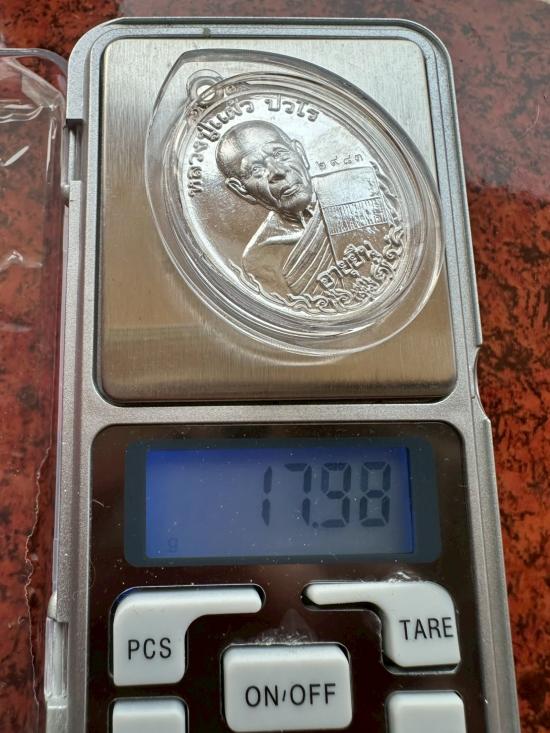 หลวงปู่แผ้ว ปวโร
๒๙๘๓
อายุยืน
17.98
g
PCS
TARE
ON/OFF